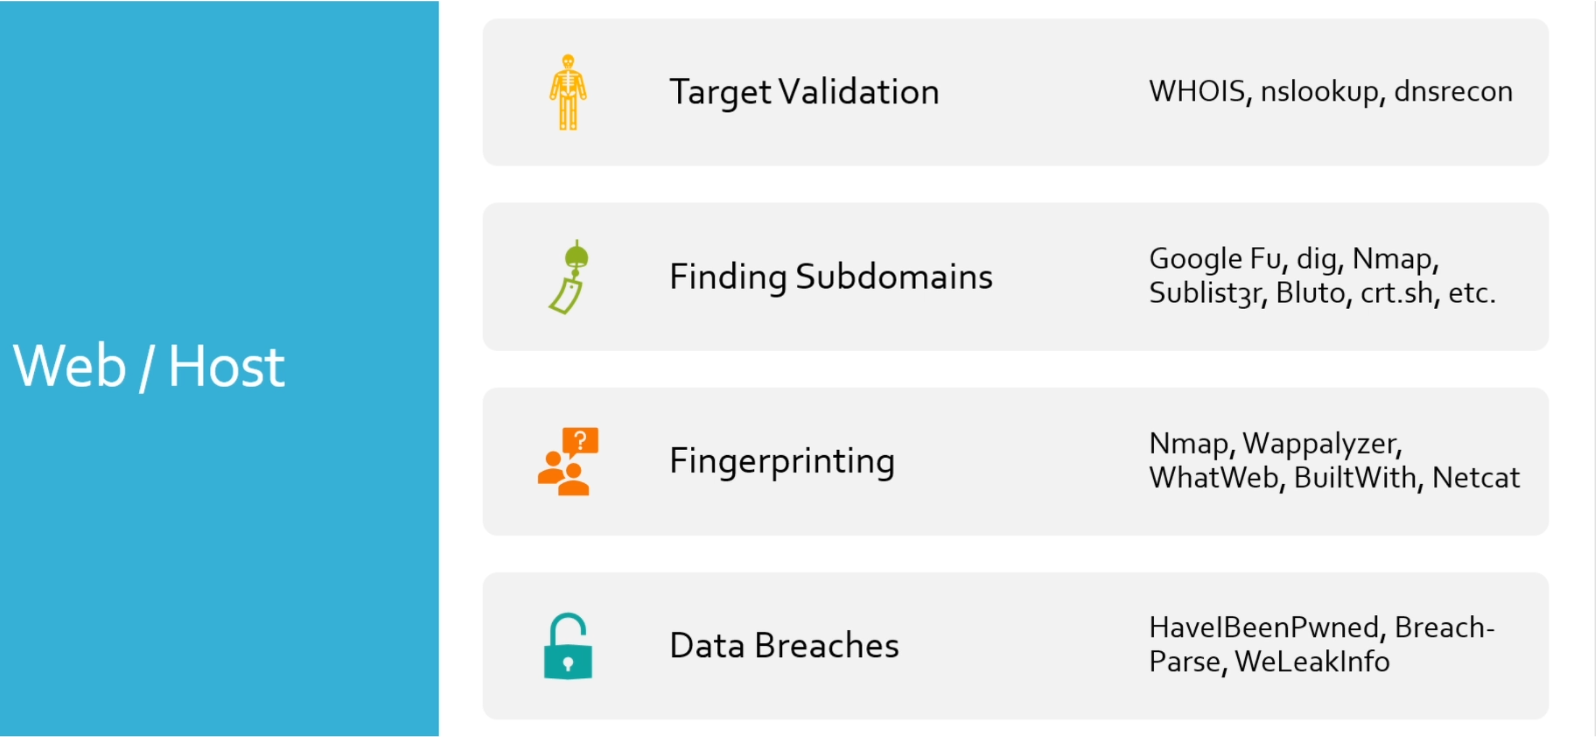 Web / Host
Target Validation
WHOIS, nslookup, dnsrecon
Finding Subdomains
Google Fu, dig, Nmap,
Sublist3r, Bluto, crt.sh, etc.
?
Fingerprinting
Nmap, Wappalyzer,
WhatWeb, BuiltWith, Netcat
Data Breaches
HaveIBeenPwned, Breach-
Parse, WeLeakInfo